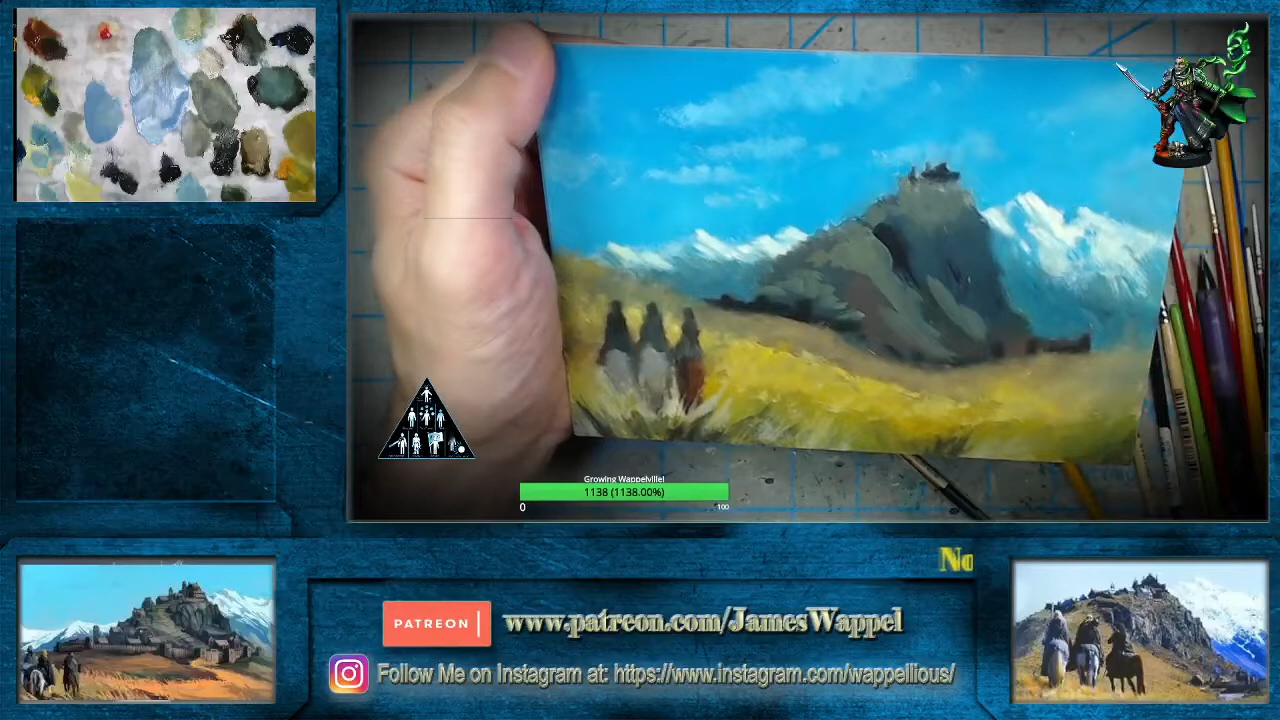 Growing Wappelville!
1138 (1138.00%)
0
100
No
PATREON
www.patreon.com/JamesWappel
Follow Me on Instagram at: https://www.instagram.com/wappellious/